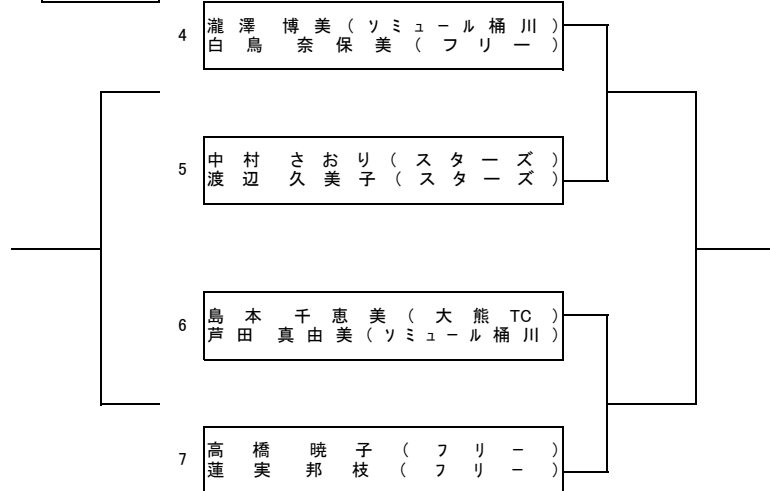 4
瀧澤 博美(ソミュール桶川)
白鳥 奈保美(フリー)
5
中村 さおり(スターズ)
渡辺 久美子(スターズ)
6
島本 千恵美(大熊TC)
芦田 真由美(ソミュール桶川)
7
高橋 暁子(フリー)
蓮実 邦枝(フリー)